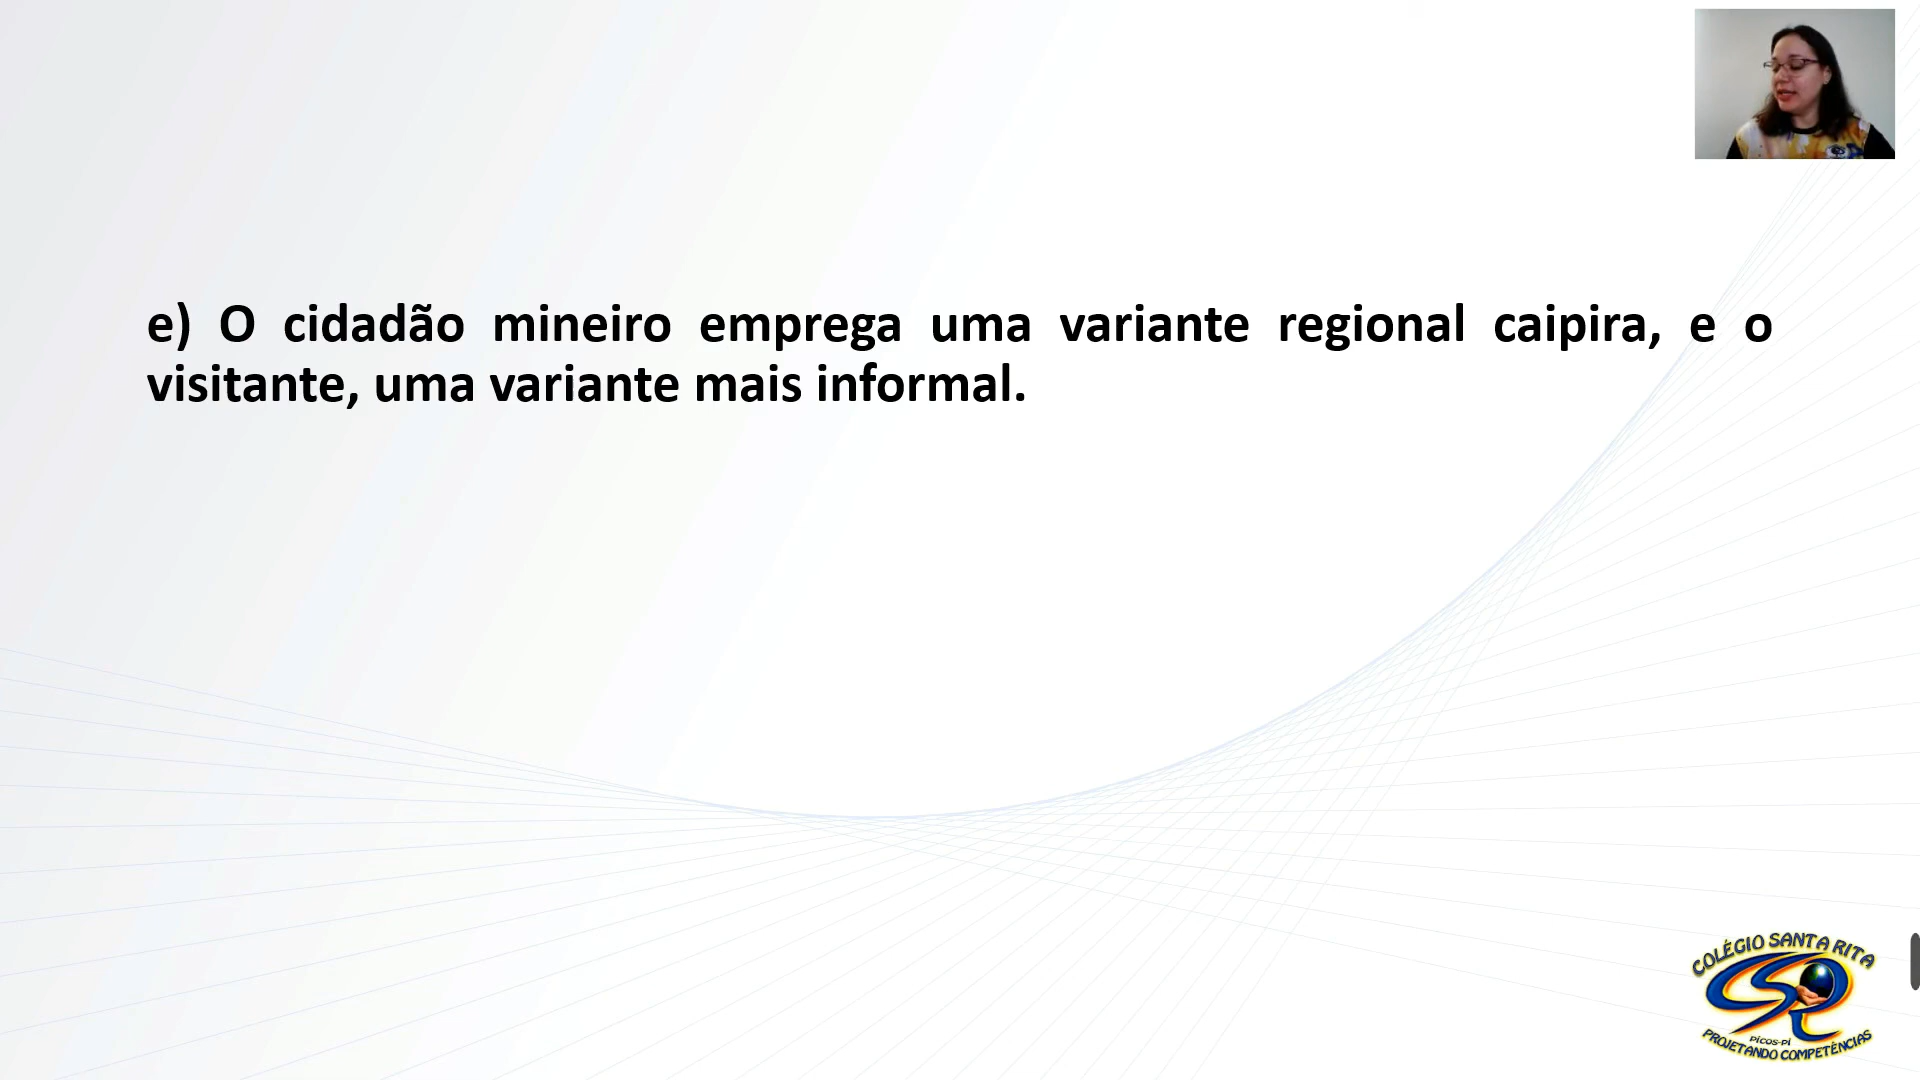 e) O cidadão mineiro emprega uma variante regional caipira, e o
visitante, uma variante mais informal.
COLÉGIO SANTA RITA
PICOS-PI
PROJETANDO COMPETÊNCIAS